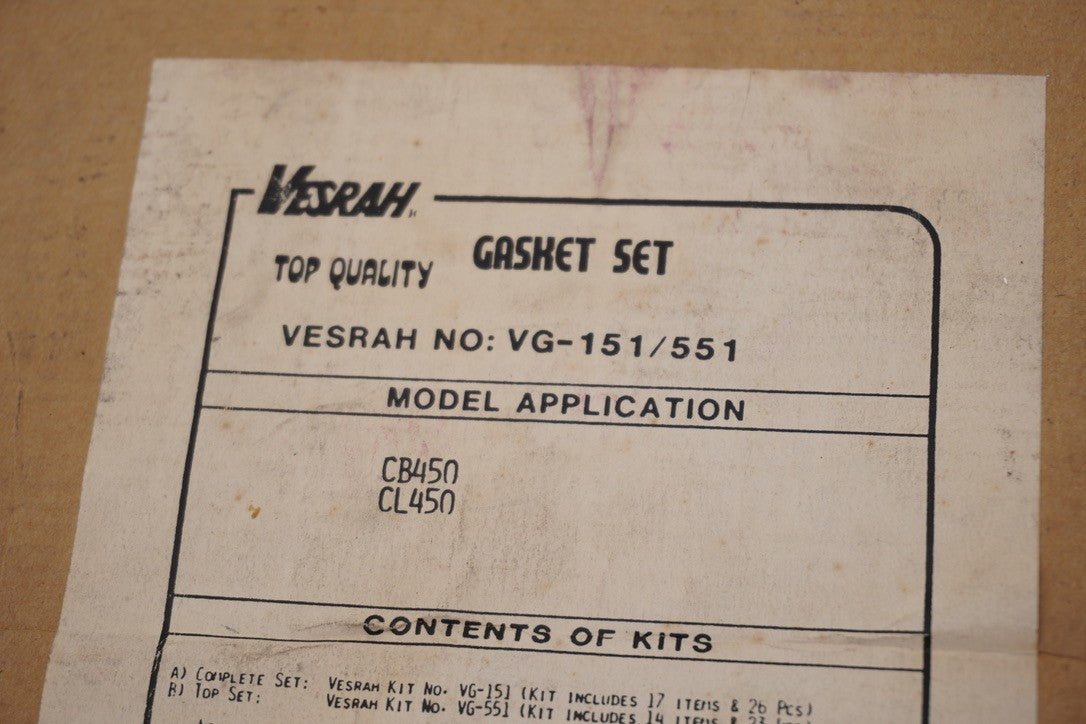 VESRAH
TOP QUALITY GASKET SET
VESRAH NO: VG-151/551
MODEL APPLICATION
CB450
CL450
CONTENTS OF KITS
A) COMPLETE SET: VESRAH KIT NO. VG-151 (KIT INCLUDES 17 ITEMS & 26 PCS)
B) TOP SET: VESRAH KIT NO. VG-551 (KIT INCLUDES 14 ITEMS & 23